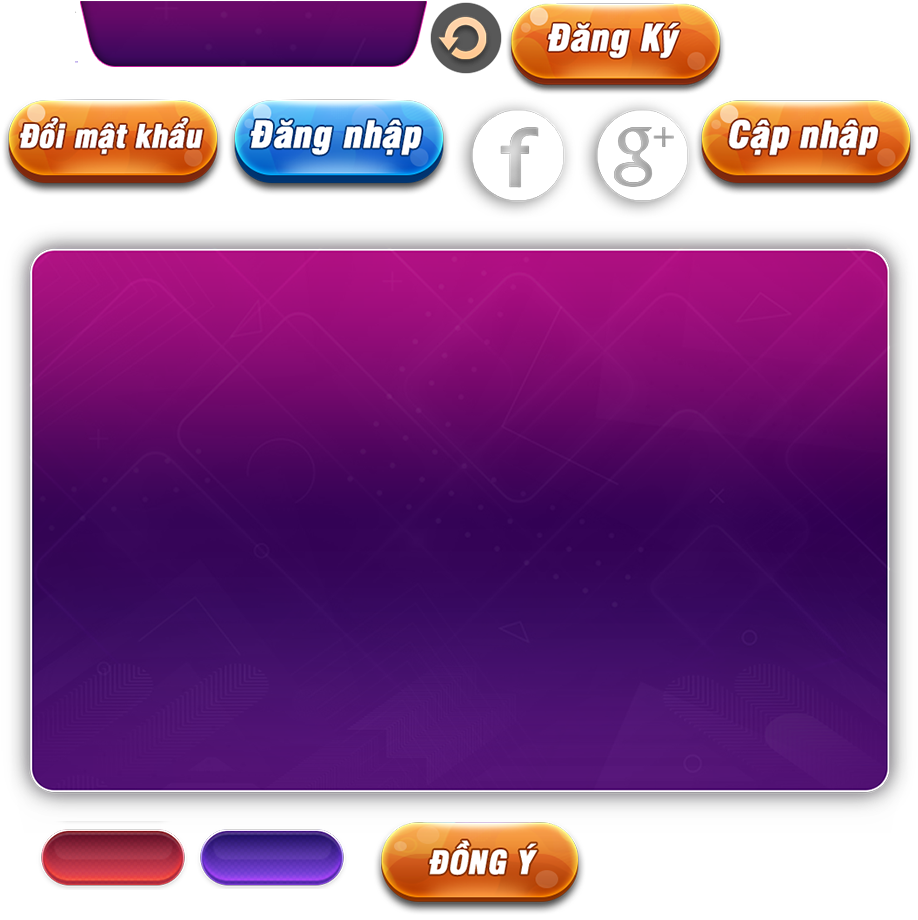 Đăng Ký
Đổi mật khẩu
Đăng nhập
f
g+
Cập nhập
ĐỒNG Ý